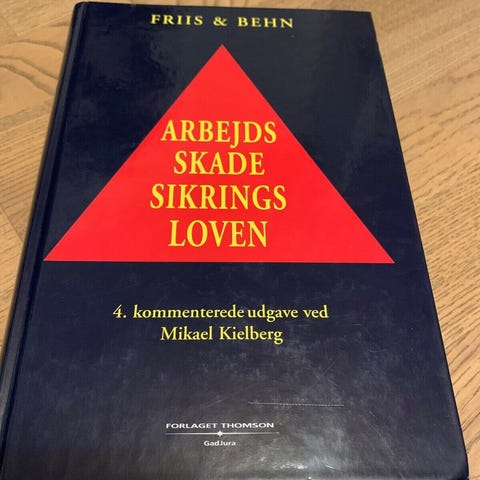 FRIIS & BEHN
ARBEJDS
SKADE
SIKRINGS
LOVEN
4. kommenterede udgave ved
Mikael Kielberg
FORLAGET THOMSON
GadJura